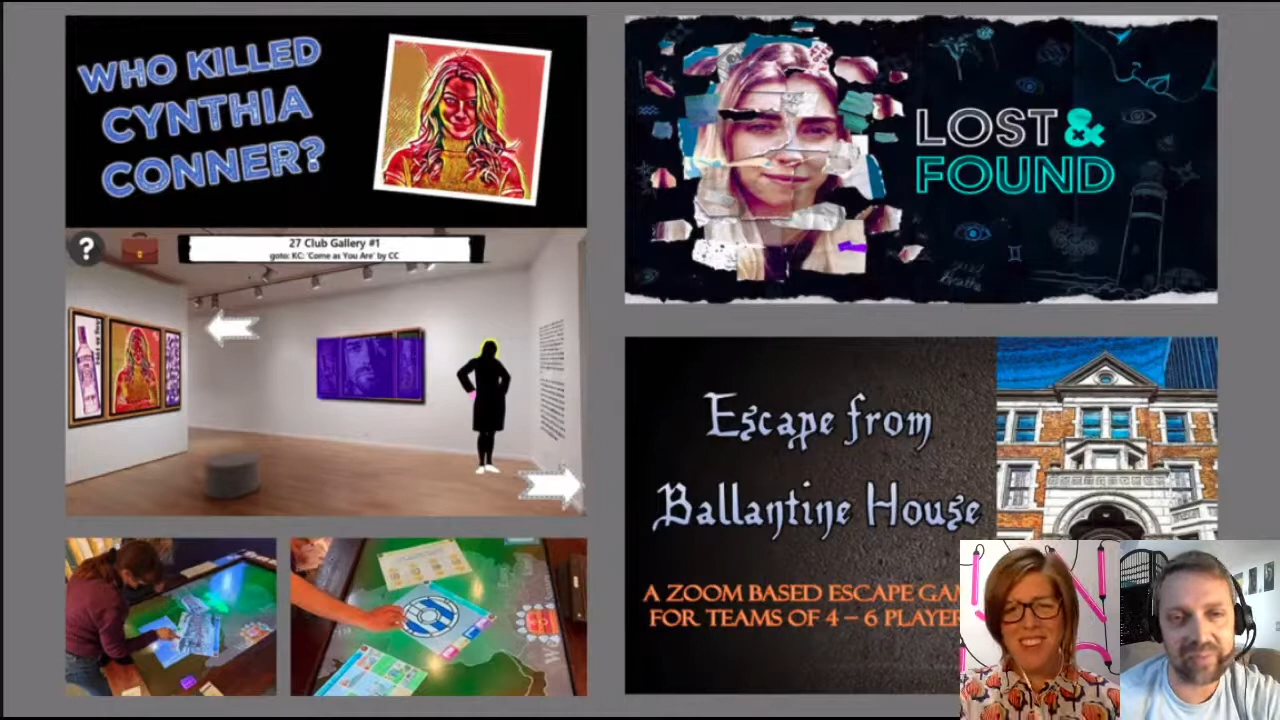 WHO KILLED
CYNTHIA
CONNER?
?
27 Club Gallery #1
goto: KC: 'Come as You Are' by CC
LOST &
FOUND
Escape from
Ballantine House
A ZOOM BASED ESCAPE GAM
FOR TEAMS OF 4 – 6 PLAYER